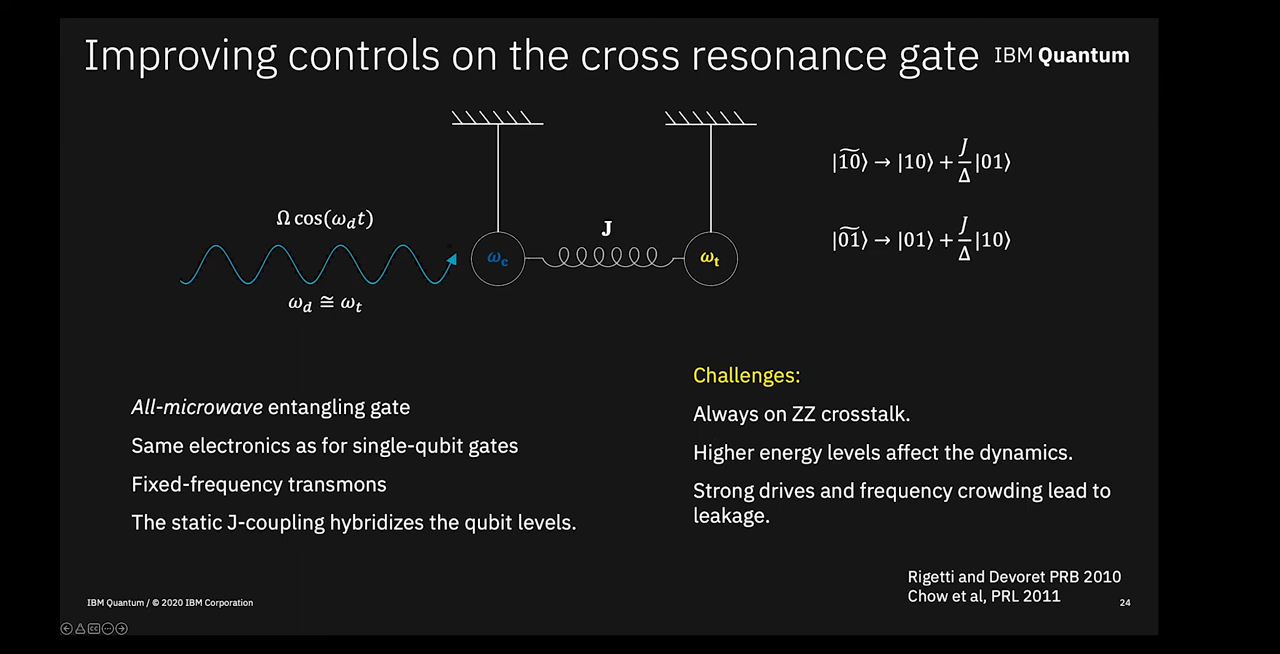 Improving controls on the cross resonance gate
IBM Quantum
Ω cos(ω_d t)
ω_d ≅ ω_t
ω_c
J
ω_t
|1͠0⟩ → |10⟩ + J/Δ |01⟩
|0͠1⟩ → |01⟩ + J/Δ |10⟩
All-microwave entangling gate
Same electronics as for single-qubit gates
Fixed-frequency transmons
The static J-coupling hybridizes the qubit levels.
Challenges:
Always on ZZ crosstalk.
Higher energy levels affect the dynamics.
Strong drives and frequency crowding lead to
leakage.
Rigetti and Devoret PRB 2010
Chow et al, PRL 2011
IBM Quantum / © 2020 IBM Corporation
24
CC